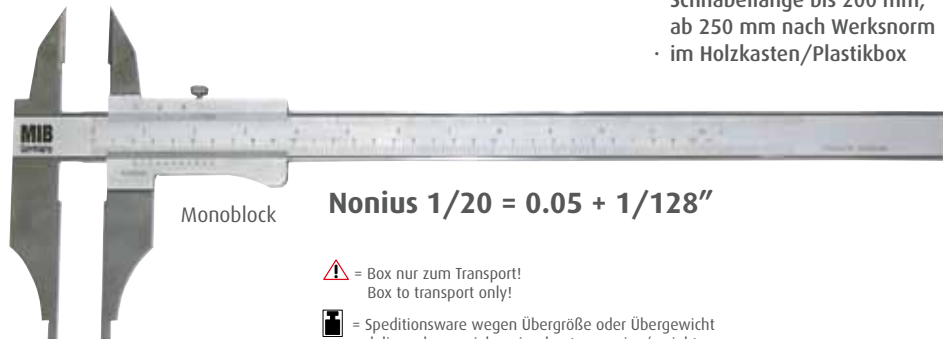 Schnabellänge bis 200 mm,
ab 250 mm nach Werksnorm
· im Holzkasten/Plastikbox
MIB
Germany
Monoblock
Nonius 1/20 = 0.05 + 1/128”
= Box nur zum Transport!
Box to transport only!
= Speditionsware wegen Übergröße oder Übergewicht